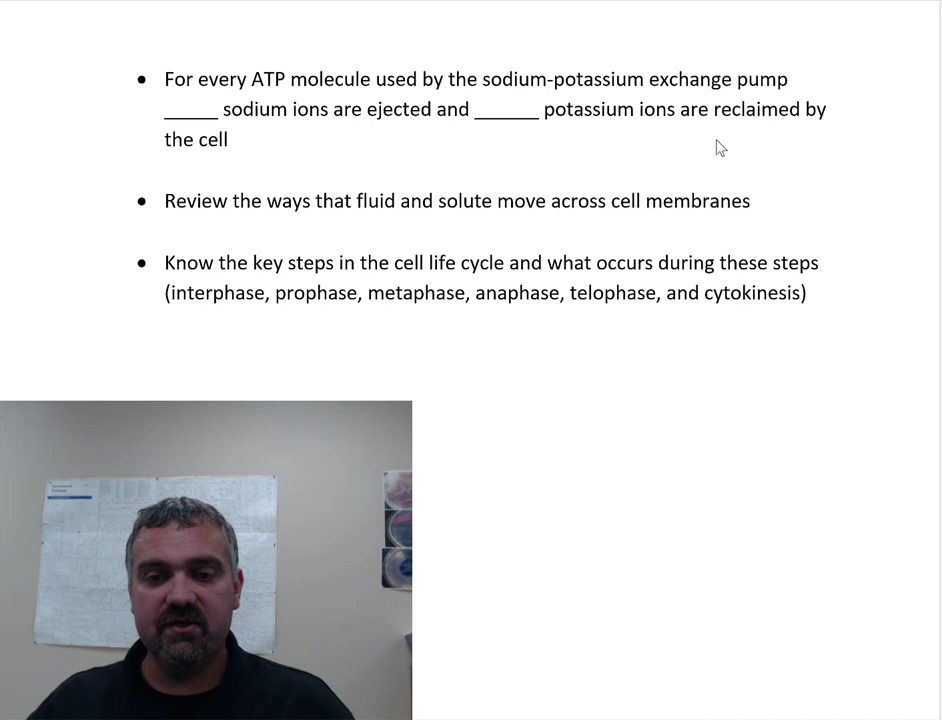 • For every ATP molecule used by the sodium-potassium exchange pump
_____ sodium ions are ejected and ______ potassium ions are reclaimed by
the cell
• Review the ways that fluid and solute move across cell membranes
• Know the key steps in the cell life cycle and what occurs during these steps
(interphase, prophase, metaphase, anaphase, telophase, and cytokinesis)